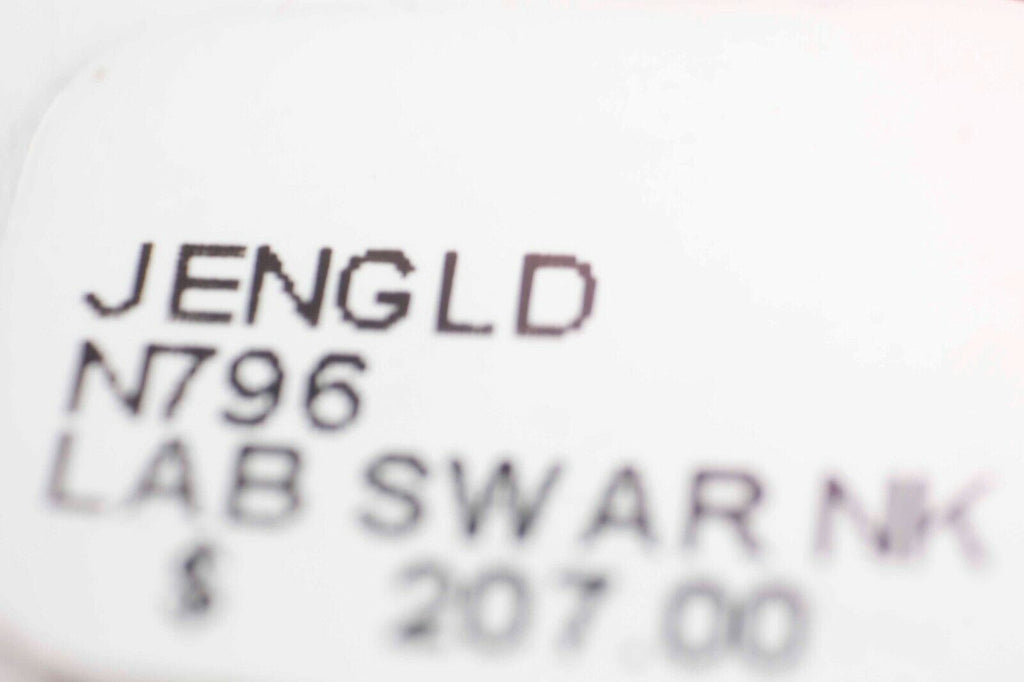 JENGLD
N796
LAB SWAR NK
$ 207.00